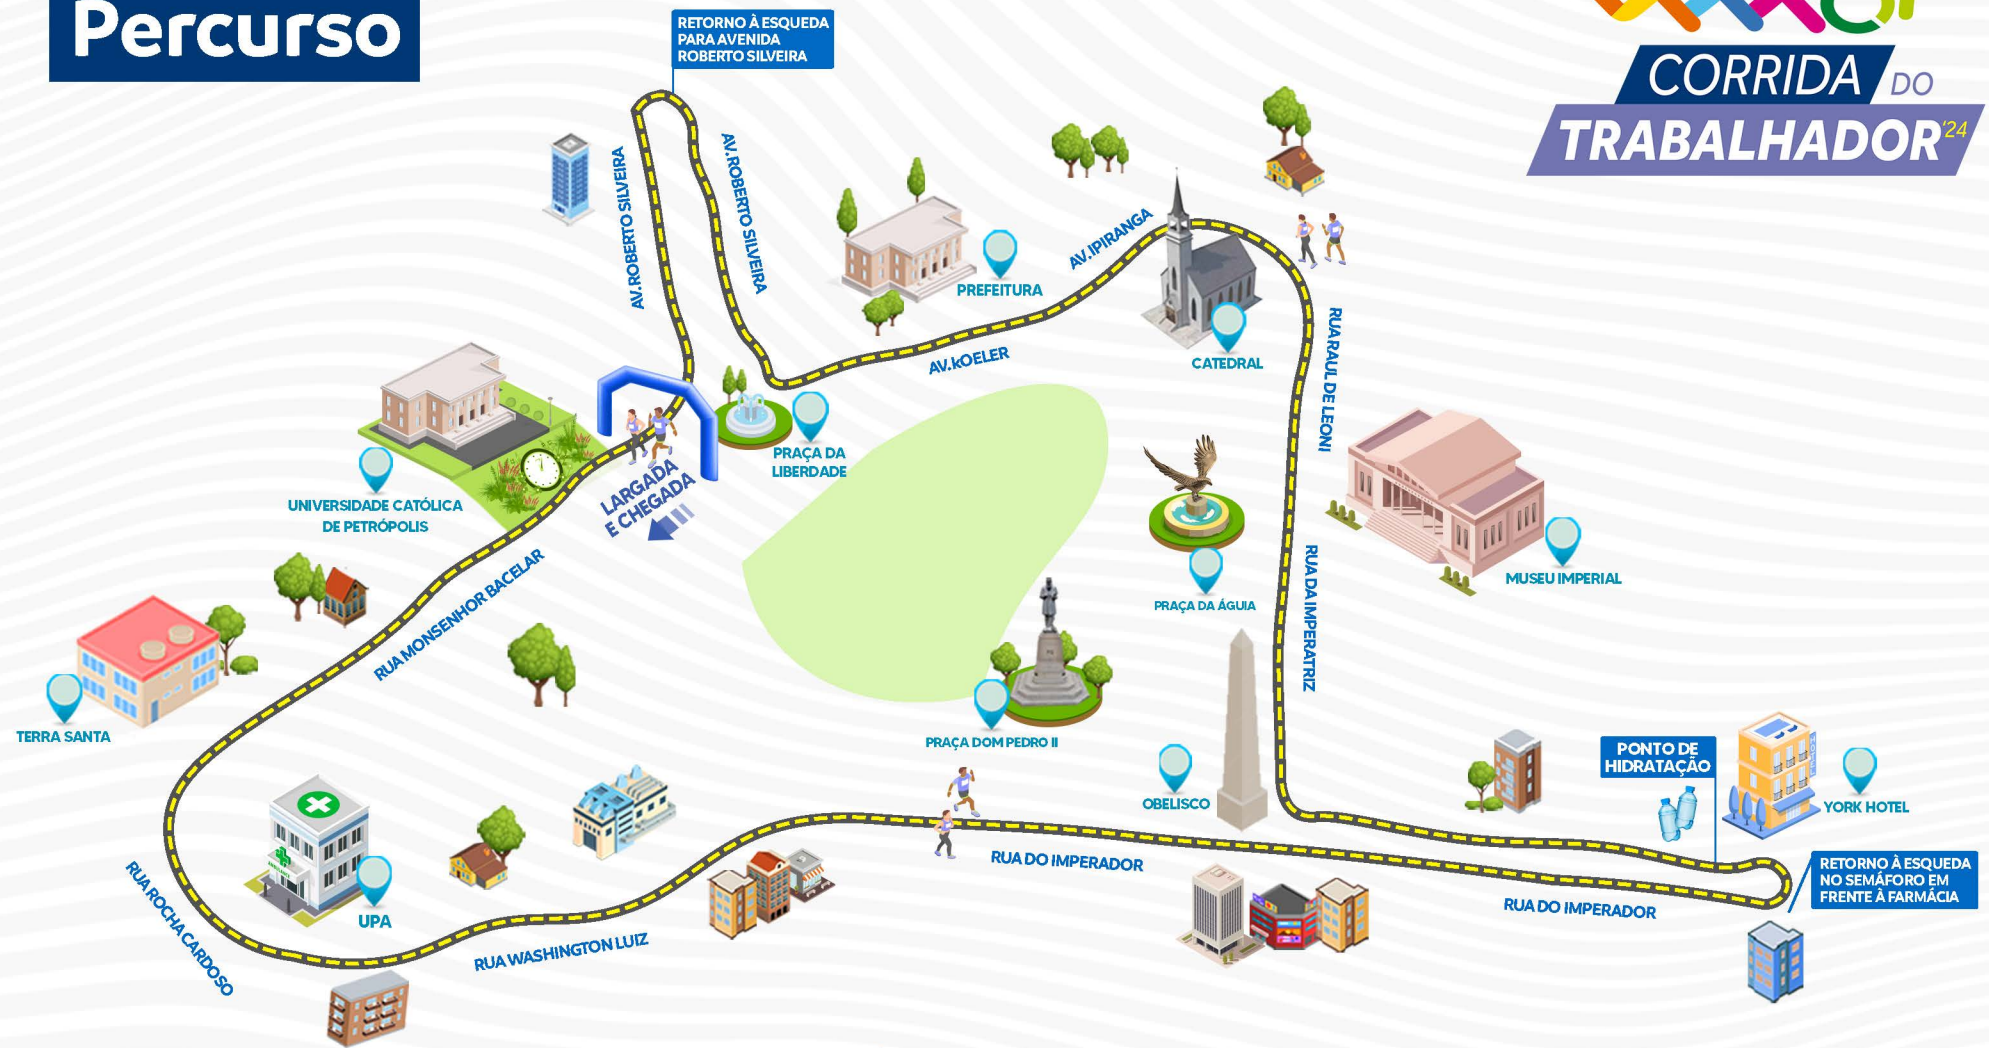 Percurso
RETORNO À ESQUEDA
PARA AVENIDA
ROBERTO SILVEIRA
CORRIDA DO
TRABALHADOR'24
AV.ROBERTO SILVEIRA
AV.ROBERTO SILVEIRA
PREFEITURA
AV.IPIRANGA
AV.kOELER
CATEDRAL
RUA RAUL DE LEONI
PRAÇA DA
LIBERDADE
LARGADA
E CHEGADA
UNIVERSIDADE CATÓLICA
DE PETRÓPOLIS
RUA MONSENHOR BACELAR
MUSEU IMPERIAL
PRAÇA DA ÁGUIA
RUA DA IMPERATRIZ
TERRA SANTA
PRAÇA DOM PEDRO II
OBELISCO
PONTO DE
HIDRATAÇÃO
YORK HOTEL
RUA DO IMPERADOR
RETORNO À ESQUEDA
NO SEMÁFORO EM
FRENTE À FARMÁCIA
RUA DO IMPERADOR
UPA
RUA ROCHA CARDOSO
RUA WASHINGTON LUIZ